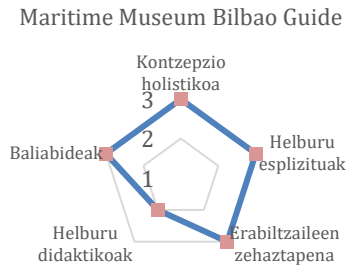 Maritime Museum Bilbao Guide
Kontzepzio
holistikoa
3
2
1
Baliabideak
Helburu
esplizituak
Helburu
didaktikoak
Erabiltzaileen
zehaztapena